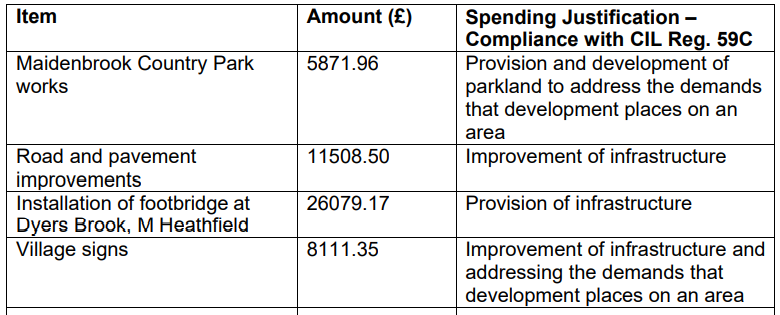 Item Amount (£) Spending Justification –
Compliance with CIL Reg. 59C
Maidenbrook Country Park 5871.96 Provision and development of
works parkland to address the demands
that development places on an
area
Road and pavement 11508.50 Improvement of infrastructure
improvements
Installation of footbridge at 26079.17 Provision of infrastructure
Dyers Brook, M Heathfield
Village signs 8111.35 Improvement of infrastructure and
addressing the demands that
development places on an area